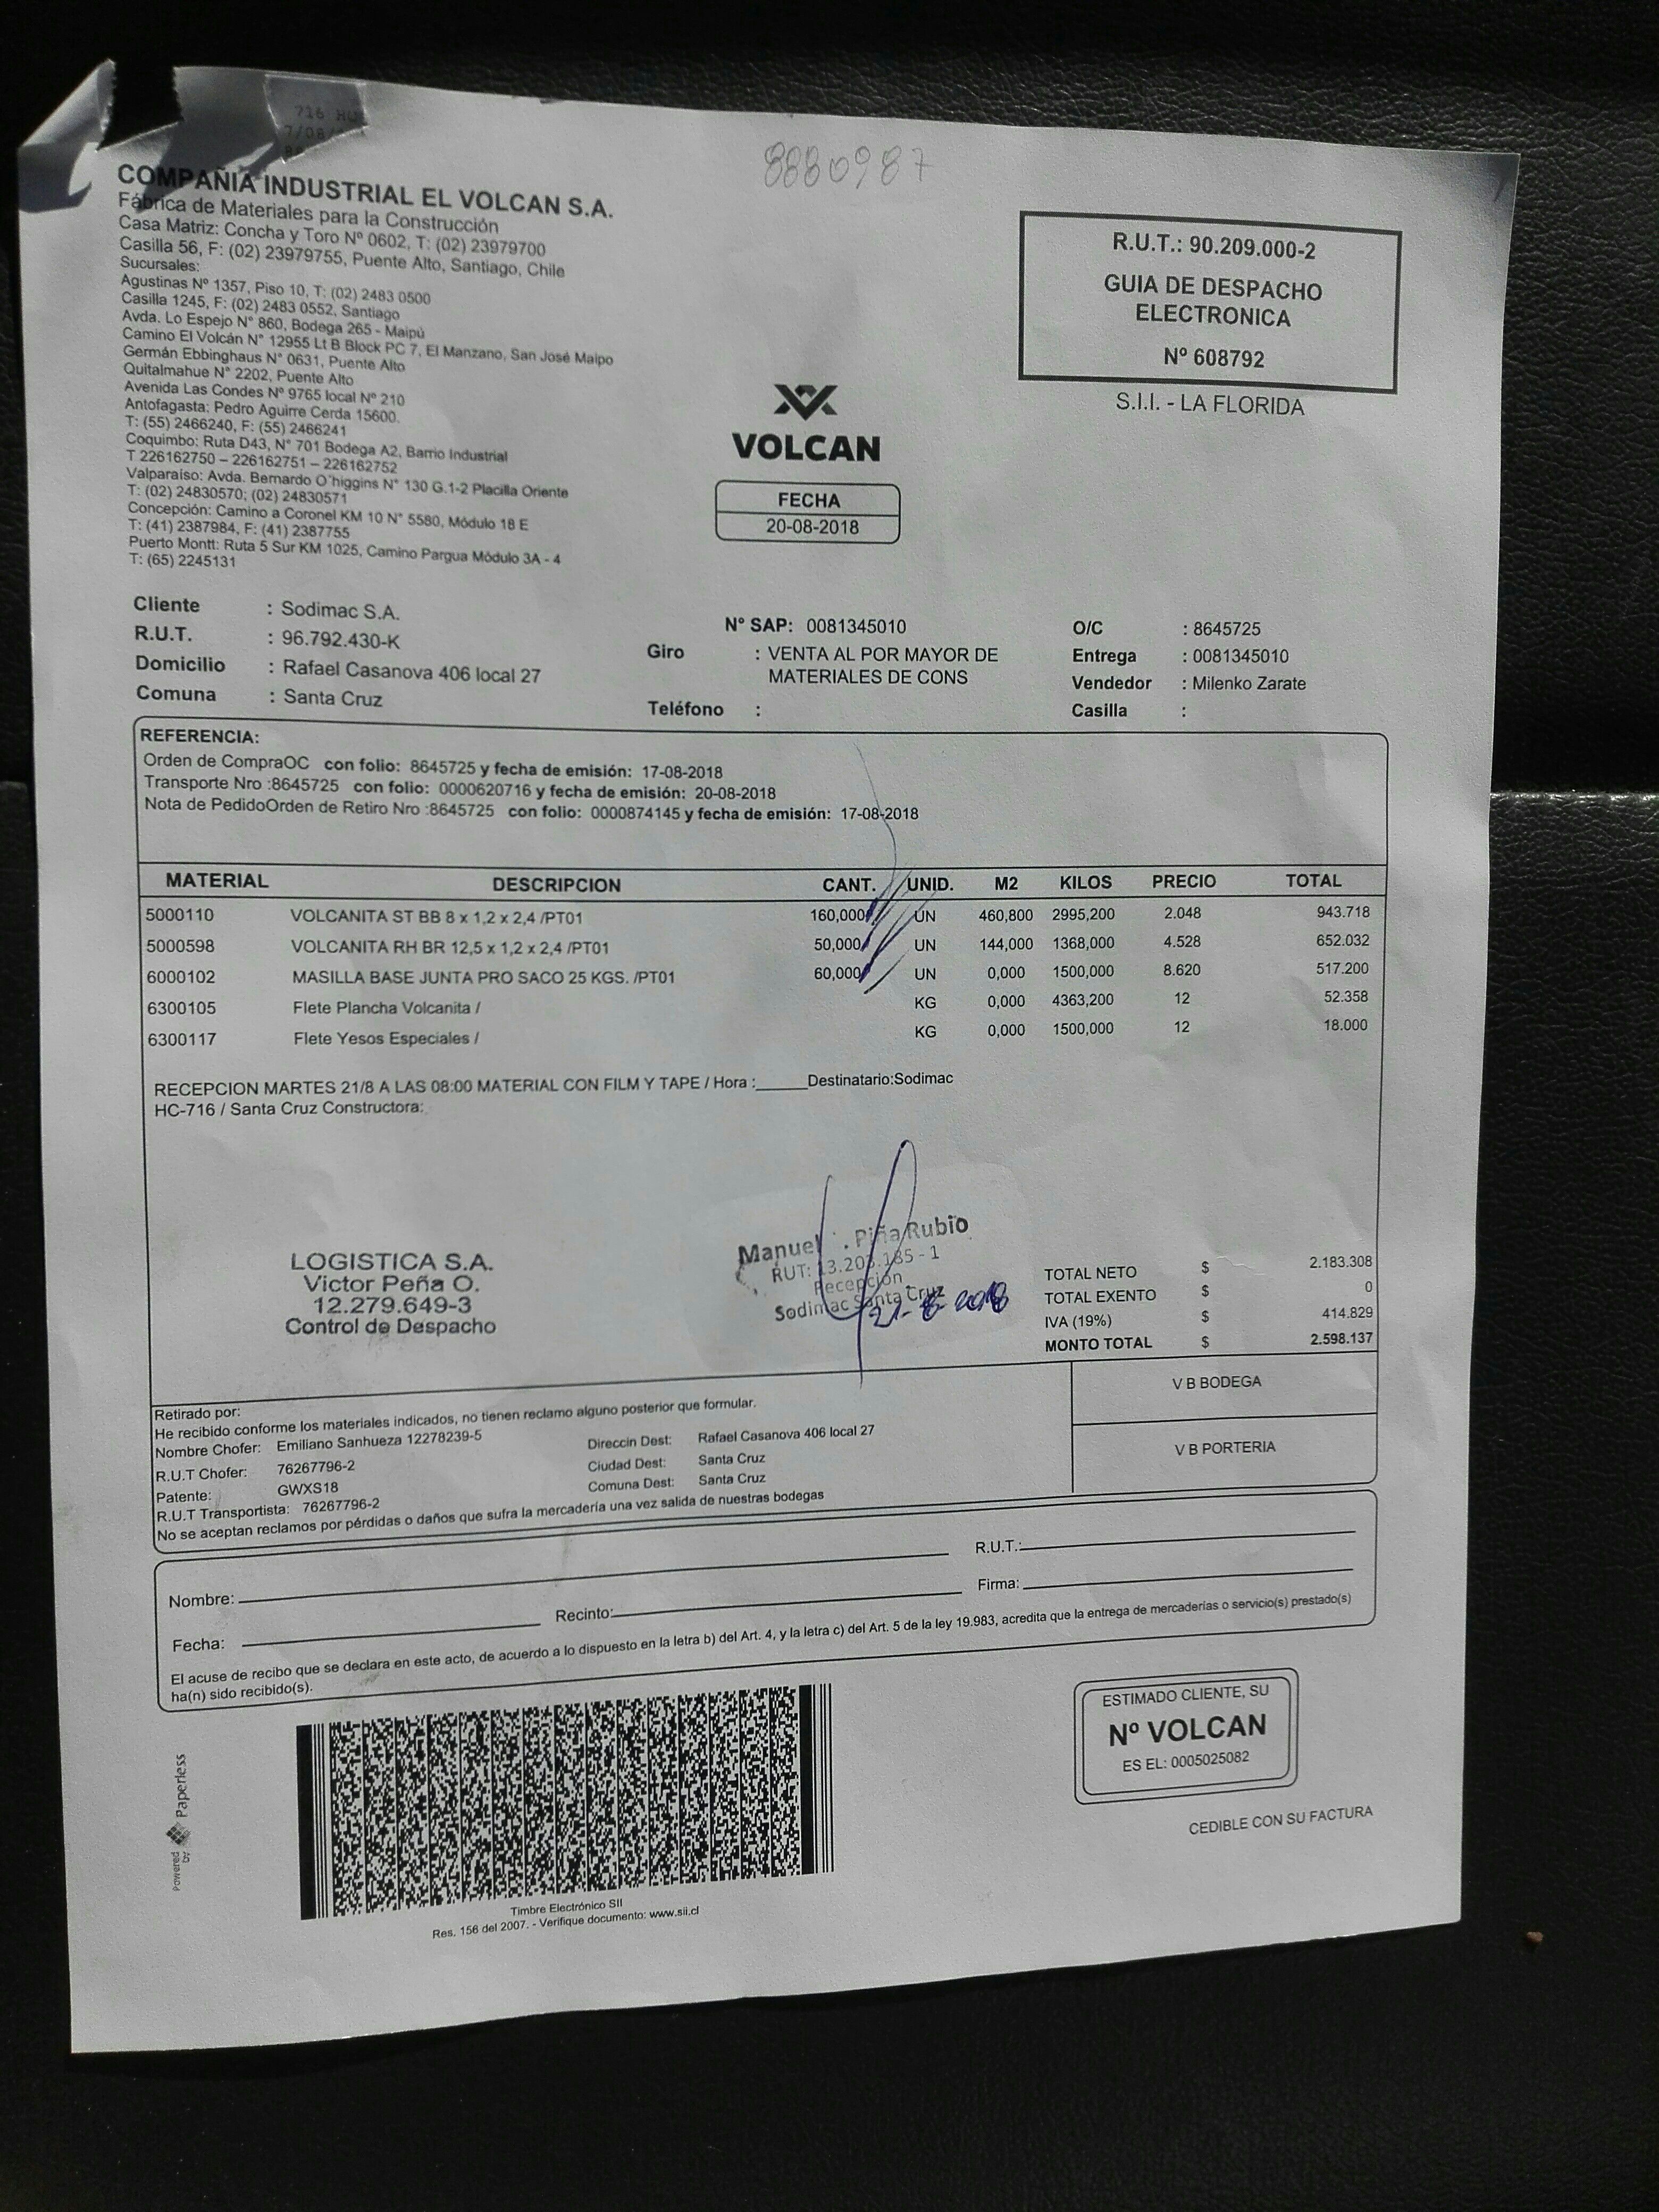 716 HC
7/08/
8880987
COMPAÑIA INDUSTRIAL EL VOLCAN S.A.
Fábrica de Materiales para la Construcción
Casa Matriz: Concha y Toro Nº 0602, T: (02) 23979700
Casilla 56, F: (02) 23979755, Puente Alto, Santiago, Chile
Sucursales:
Agustinas Nº 1357, Piso 10, T: (02) 2483 0500
Casilla 1245, F: (02) 2483 0552, Santiago
Avda. Lo Espejo N° 860, Bodega 265 - Maipú
Camino El Volcán N° 12955 Lt B Block PC 7, El Manzano, San José Maipo
Germán Ebbinghaus N° 0631, Puente Alto
Quitalmahue N° 2202, Puente Alto
Avenida Las Condes Nº 9765 local Nº 210
Antofagasta: Pedro Aguirre Cerda 15600.
T: (55) 2466240, F: (55) 2466241
Coquimbo: Ruta D43, N° 701 Bodega A2, Barrio Industrial
T 226162750 – 226162751 – 226162752
Valparaíso: Avda. Bernardo O´higgins N° 130 G.1-2 Placilla Oriente
T: (02) 24830570; (02) 24830571
Concepción: Camino a Coronel KM 10 N° 5580, Módulo 18 E
T: (41) 2387984, F: (41) 2387755
Puerto Montt: Ruta 5 Sur KM 1025, Camino Pargua Módulo 3A - 4
T: (65) 2245131
VOLCAN
FECHA
20-08-2018
R.U.T.: 90.209.000-2
GUIA DE DESPACHO
ELECTRONICA
Nº 608792
S.I.I. - LA FLORIDA
Cliente : Sodimac S.A.
R.U.T. : 96.792.430-K
Domicilio : Rafael Casanova 406 local 27
Comuna : Santa Cruz
N° SAP: 0081345010
Giro : VENTA AL POR MAYOR DE
MATERIALES DE CONS
Teléfono :
O/C : 8645725
Entrega : 0081345010
Vendedor : Milenko Zarate
Casilla :
REFERENCIA:
Orden de CompraOC con folio: 8645725 y fecha de emisión: 17-08-2018
Transporte Nro :8645725 con folio: 0000620716 y fecha de emisión: 20-08-2018
Nota de PedidoOrden de Retiro Nro :8645725 con folio: 0000874145 y fecha de emisión: 17-08-2018
MATERIAL DESCRIPCION CANT. UNID. M2 KILOS PRECIO TOTAL
5000110 VOLCANITA ST BB 8 x 1,2 x 2,4 /PT01 160,000 UN 460,800 2995,200 2.048 943.718
5000598 VOLCANITA RH BR 12,5 x 1,2 x 2,4 /PT01 50,000 UN 144,000 1368,000 4.528 652.032
6000102 MASILLA BASE JUNTA PRO SACO 25 KGS. /PT01 60,000 UN 0,000 1500,000 8.620 517.200
6300105 Flete Plancha Volcanita / KG 0,000 4363,200 12 52.358
6300117 Flete Yesos Especiales / KG 0,000 1500,000 12 18.000
RECEPCION MARTES 21/8 A LAS 08:00 MATERIAL CON FILM Y TAPE / Hora :______Destinatario:Sodimac
HC-716 / Santa Cruz Constructora:
LOGISTICA S.A.
Victor Peña O.
12.279.649-3
Control de Despacho
Manuel . Piña Rubio
RUT: 13.203.185 - 1
Recepción
Sodimac Santa Cruz
21-8-2018
TOTAL NETO $ 2.183.308
TOTAL EXENTO $ 0
IVA (19%) $ 414.829
MONTO TOTAL $ 2.598.137
V B BODEGA
V B PORTERIA
Retirado por:
He recibido conforme los materiales indicados, no tienen reclamo alguno posterior que formular.
Nombre Chofer: Emiliano Sanhueza 12278239-5
R.U.T Chofer: 76267796-2
Patente: GWXS18
R.U.T Transportista: 76267796-2
Direccin Dest: Rafael Casanova 406 local 27
Ciudad Dest: Santa Cruz
Comuna Dest: Santa Cruz
No se aceptan reclamos por pérdidas o daños que sufra la mercadería una vez salida de nuestras bodegas
Nombre: R.U.T.:
Fecha: Recinto: Firma:
El acuse de recibo que se declara en este acto, de acuerdo a lo dispuesto en la letra b) del Art. 4, y la letra c) del Art. 5 de la ley 19.983, acredita que la entrega de mercaderías o servicio(s) prestado(s)
ha(n) sido recibido(s).
Powered by Paperless
Timbre Electrónico SII
Res. 156 del 2007. - Verifique documento: www.sii.cl
ESTIMADO CLIENTE, SU
Nº VOLCAN
ES EL: 0005025082
CEDIBLE CON SU FACTURA